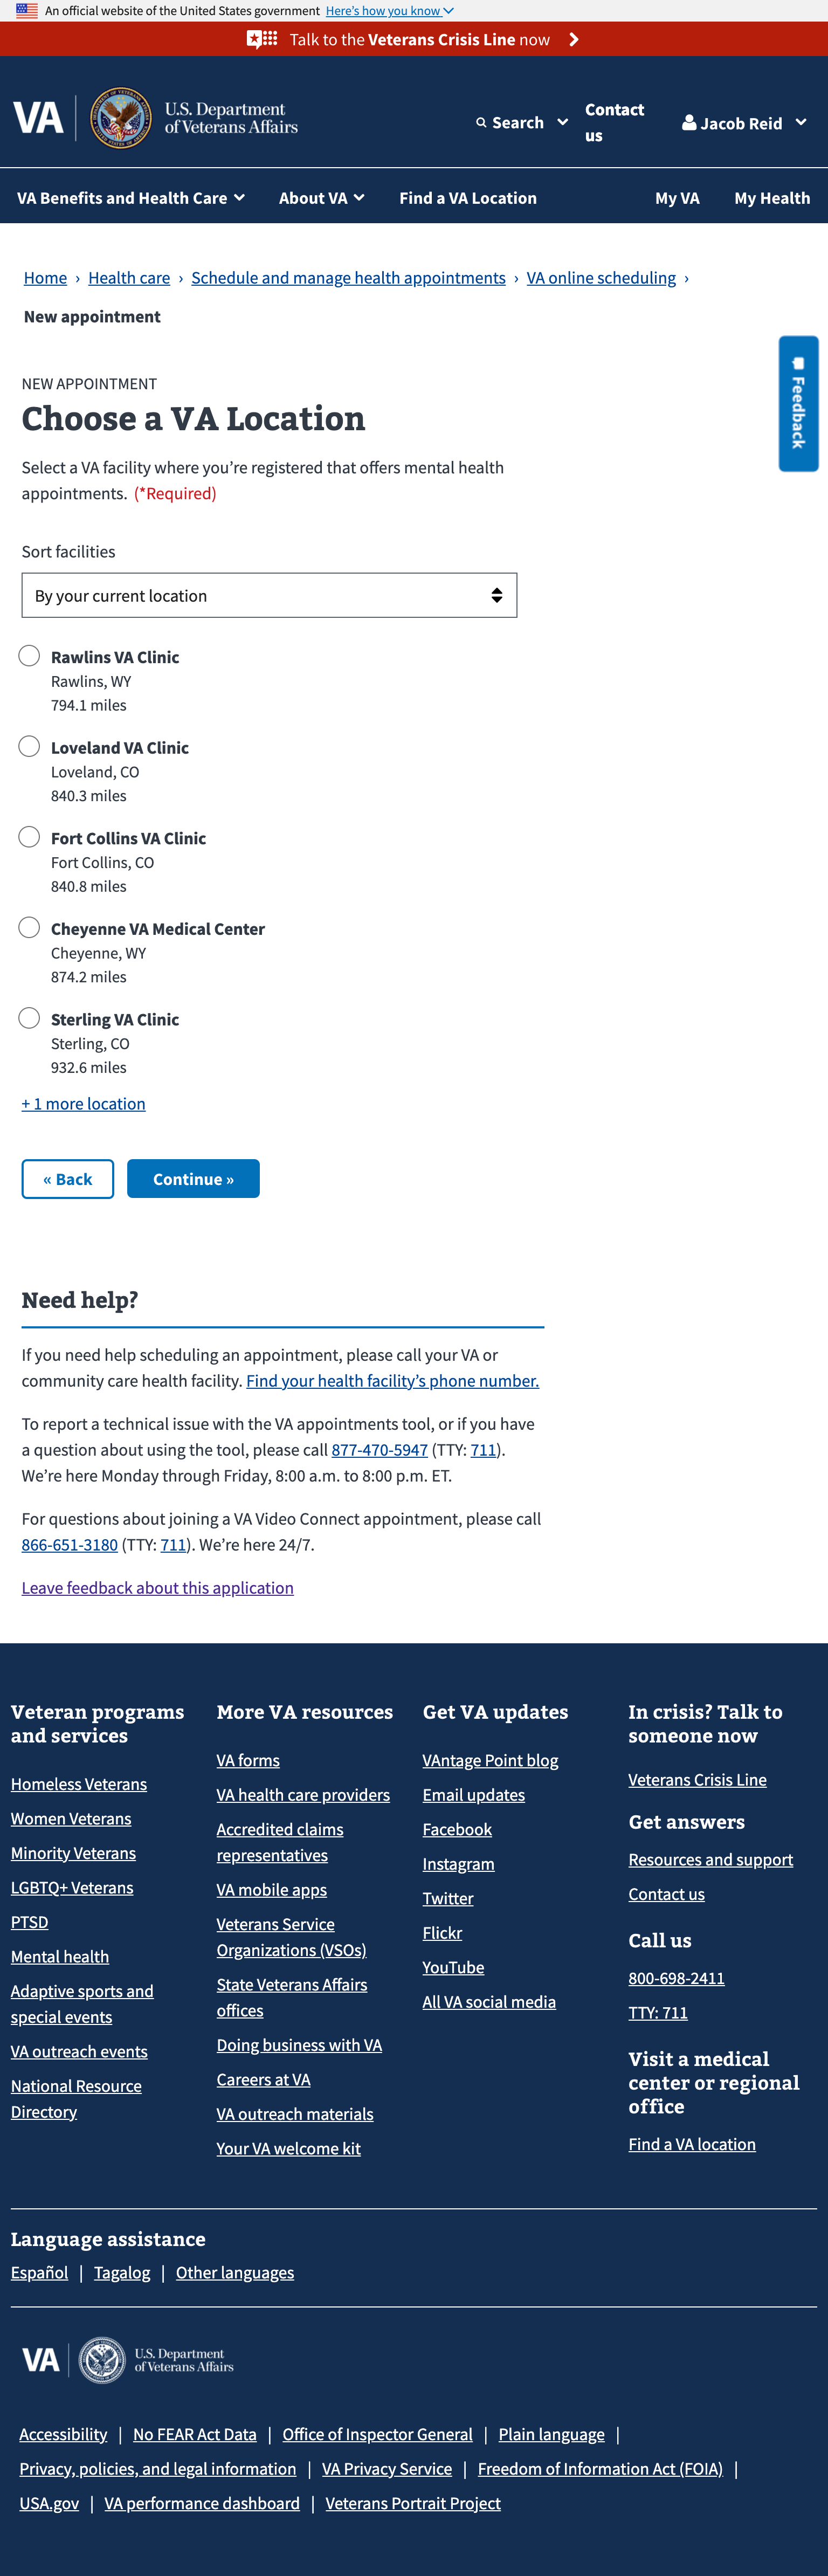 An official website of the United States government Here's how you know
Talk to the Veterans Crisis Line now
VA
U.S. Department
of Veterans Affairs
Search
Contact
us
Jacob Reid
VA Benefits and Health Care
About VA
Find a VA Location
My VA
My Health
Home › Health care › Schedule and manage health appointments › VA online scheduling ›
New appointment
Feedback
NEW APPOINTMENT
Choose a VA Location
Select a VA facility where you're registered that offers mental health
appointments. (*Required)
Sort facilities
By your current location
Rawlins VA Clinic
Rawlins, WY
794.1 miles
Loveland VA Clinic
Loveland, CO
840.3 miles
Fort Collins VA Clinic
Fort Collins, CO
840.8 miles
Cheyenne VA Medical Center
Cheyenne, WY
874.2 miles
Sterling VA Clinic
Sterling, CO
932.6 miles
+ 1 more location
« Back
Continue »
Need help?
If you need help scheduling an appointment, please call your VA or
community care health facility. Find your health facility's phone number.
To report a technical issue with the VA appointments tool, or if you have
a question about using the tool, please call 877-470-5947 (TTY: 711).
We're here Monday through Friday, 8:00 a.m. to 8:00 p.m. ET.
For questions about joining a VA Video Connect appointment, please call
866-651-3180 (TTY: 711). We're here 24/7.
Leave feedback about this application
Veteran programs
and services
Homeless Veterans
Women Veterans
Minority Veterans
LGBTQ+ Veterans
PTSD
Mental health
Adaptive sports and
special events
VA outreach events
National Resource
Directory
More VA resources
VA forms
VA health care providers
Accredited claims
representatives
VA mobile apps
Veterans Service
Organizations (VSOs)
State Veterans Affairs
offices
Doing business with VA
Careers at VA
VA outreach materials
Your VA welcome kit
Get VA updates
VAntage Point blog
Email updates
Facebook
Instagram
Twitter
Flickr
YouTube
All VA social media
In crisis? Talk to
someone now
Veterans Crisis Line
Get answers
Resources and support
Contact us
Call us
800-698-2411
TTY: 711
Visit a medical
center or regional
office
Find a VA location
Language assistance
Español | Tagalog | Other languages
VA
U.S. Department
of Veterans Affairs
Accessibility | No FEAR Act Data | Office of Inspector General | Plain language |
Privacy, policies, and legal information | VA Privacy Service | Freedom of Information Act (FOIA) |
USA.gov | VA performance dashboard | Veterans Portrait Project